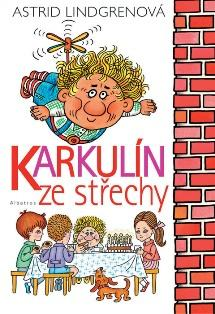 ASTRID LINDGRENOVÁ
KARKULÍN
ze střechy
Albatros